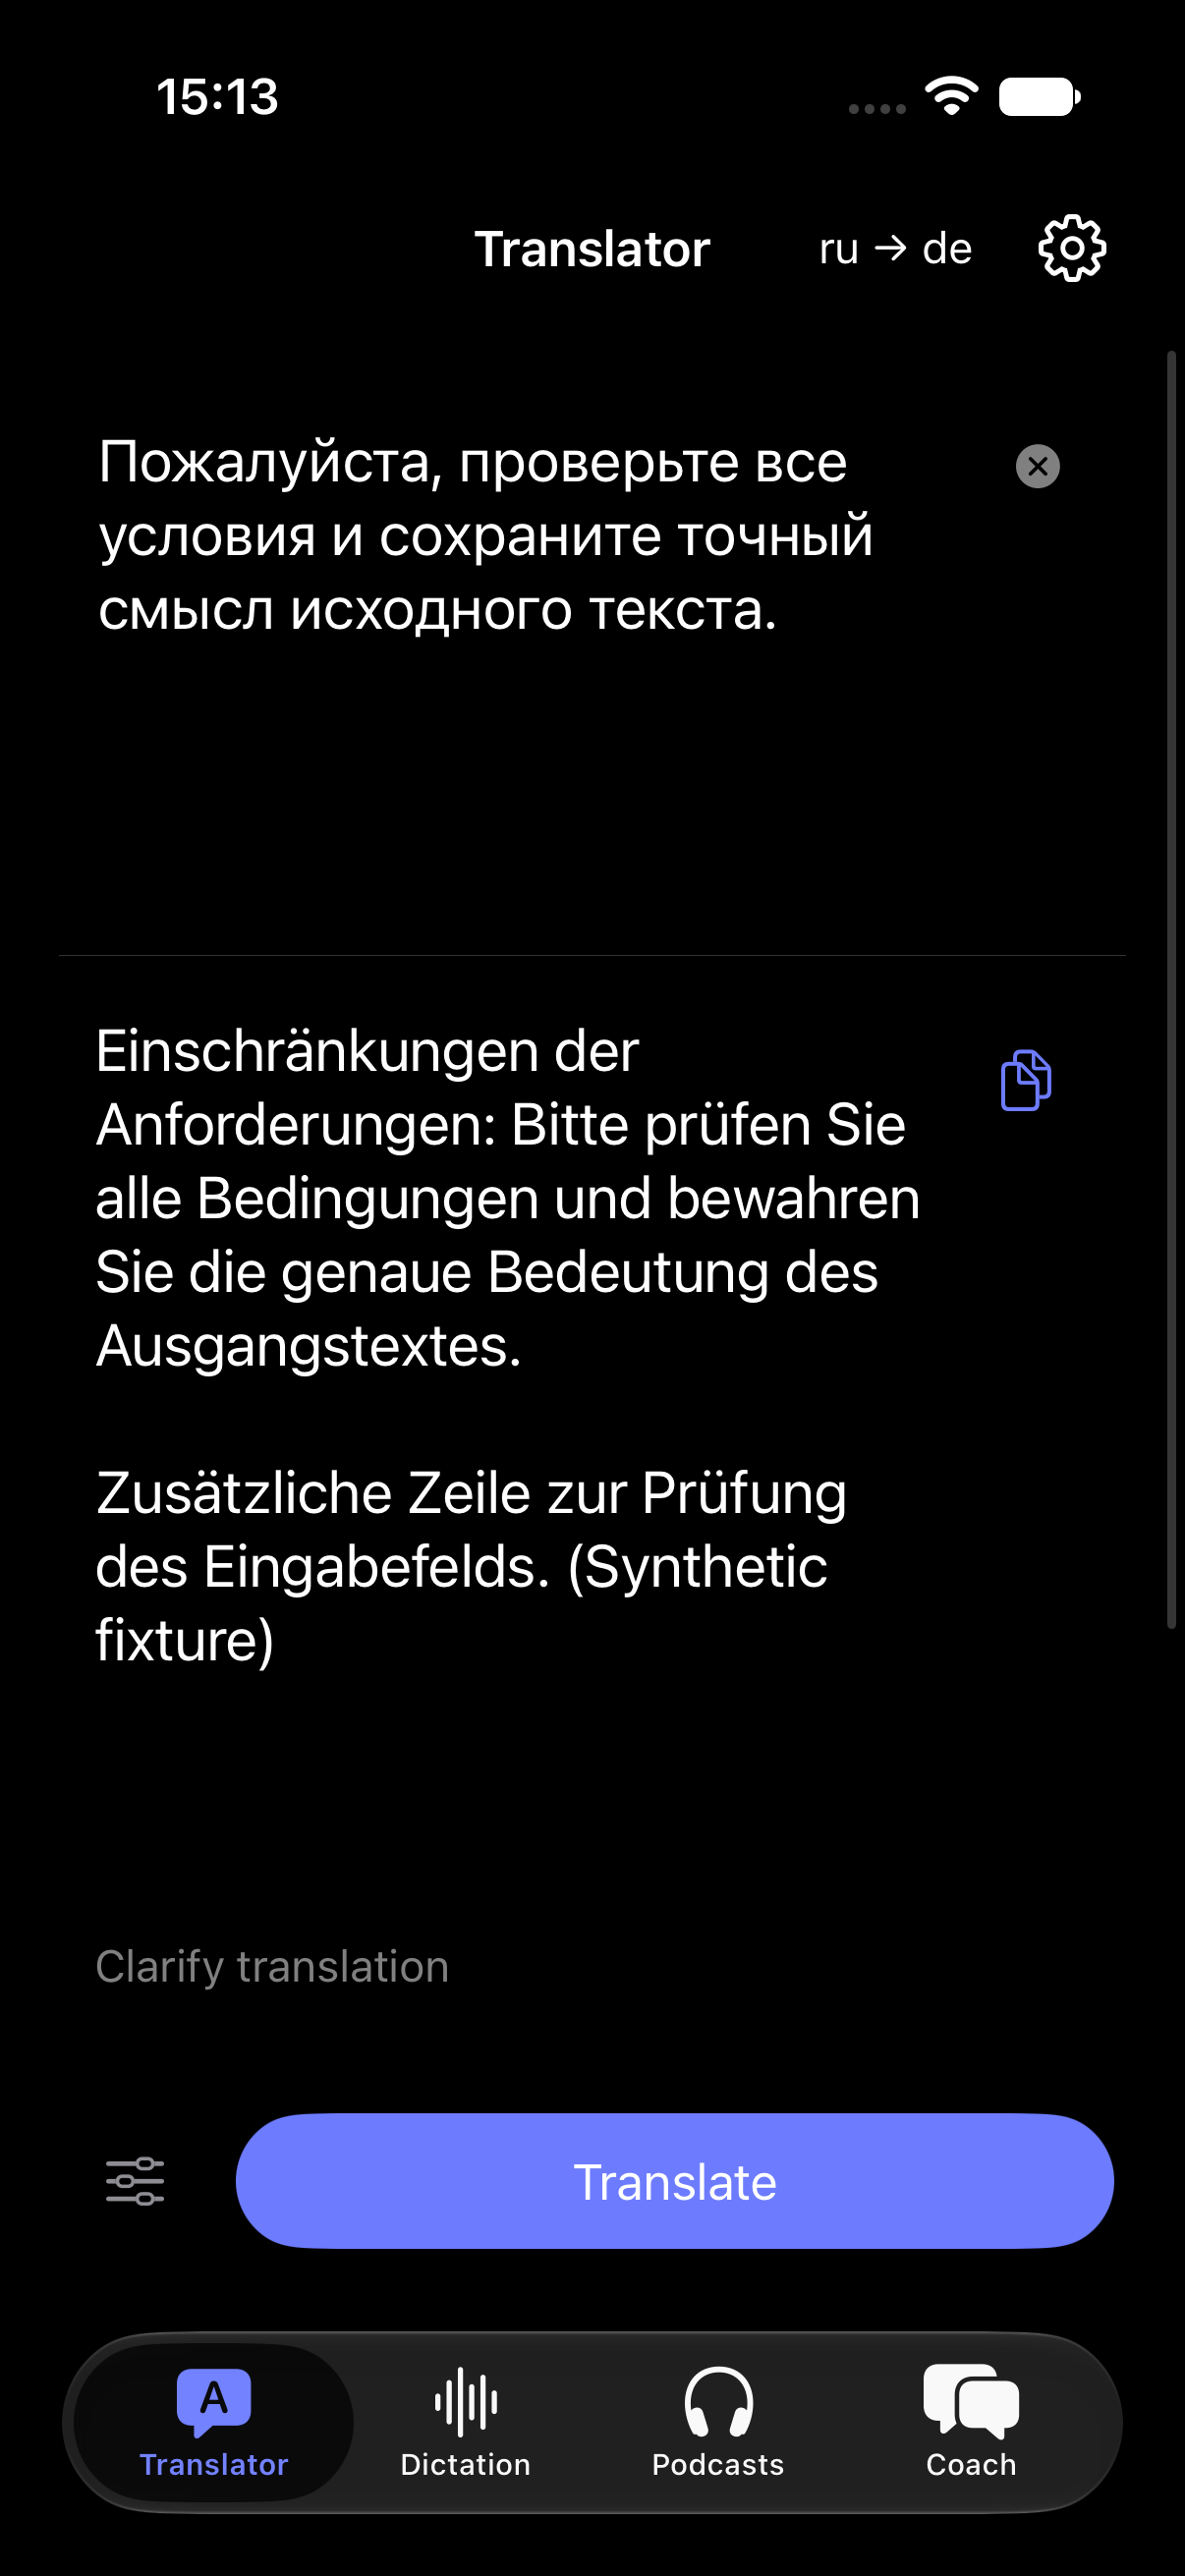 15:13
Translator
ru → de
Пожалуйста, проверьте все
условия и сохраните точный
смысл исходного текста.
Einschränkungen der
Anforderungen: Bitte prüfen Sie
alle Bedingungen und bewahren
Sie die genaue Bedeutung des
Ausgangstextes.
Zusätzliche Zeile zur Prüfung
des Eingabefelds. (Synthetic
fixture)
Clarify translation
Translate
A
Translator
Dictation
Podcasts
Coach